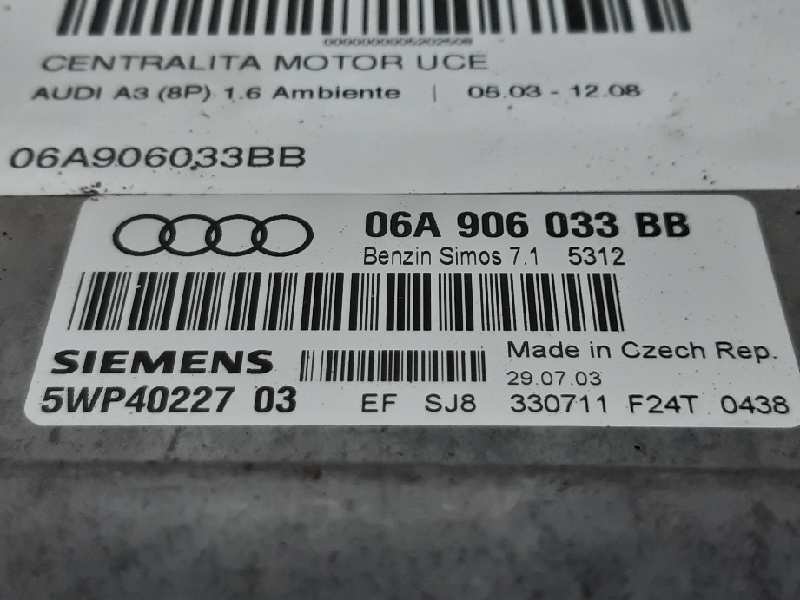 0000000005202508
CENTRALITA MOTOR UCE
AUDI A3 (8P) 1.6 Ambiente | 05.03 - 12.08
06A906033BB
06A 906 033 BB
Benzin Simos 7.1 5312
SIEMENS
Made in Czech Rep.
29.07.03
5WP40227 03
EF SJ8 330711 F24T 0438